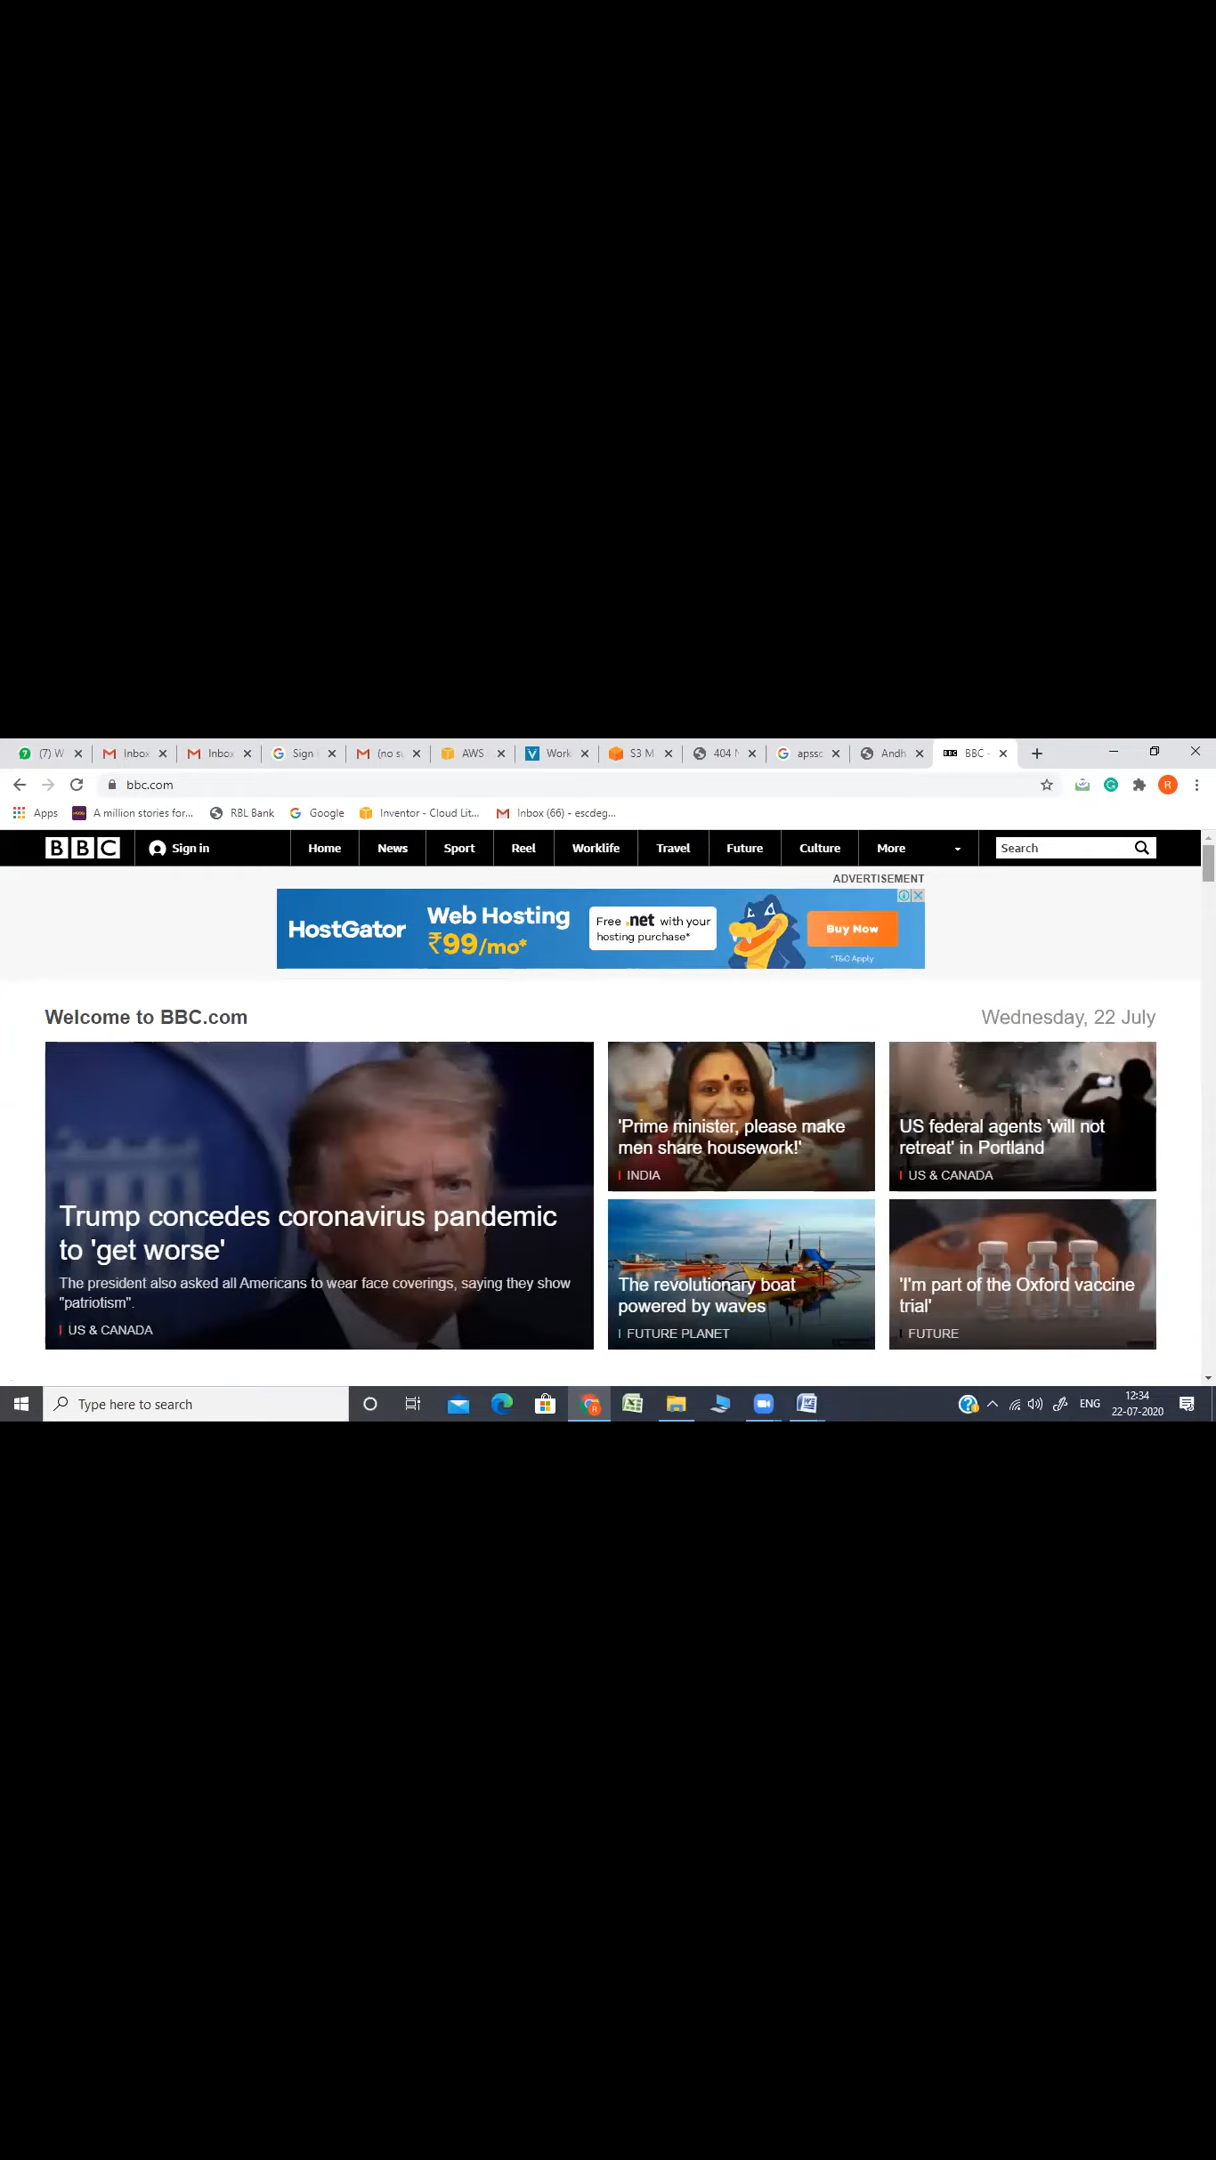 (7) W
Inbox
Inbox
Sign
(no su
AWS
Work
S3 M
404 N
apssc
Andh
BBC -
bbc.com
R
Apps
A million stories for...
RBL Bank
Google
Inventor - Cloud Lit...
Inbox (66) - escdeg...
BBC
Sign in
Home
News
Sport
Reel
Worklife
Travel
Future
Culture
More
Search
ADVERTISEMENT
HostGator
Web Hosting
₹99/mo*
Free .net with your
hosting purchase*
Buy Now
*T&C Apply
Welcome to BBC.com
Wednesday, 22 July
Trump concedes coronavirus pandemic
to 'get worse'
The president also asked all Americans to wear face coverings, saying they show
"patriotism".
US & CANADA
'Prime minister, please make
men share housework!'
INDIA
US federal agents 'will not
retreat' in Portland
US & CANADA
The revolutionary boat
powered by waves
FUTURE PLANET
'I'm part of the Oxford vaccine
trial'
FUTURE
Type here to search
ENG
12:34
22-07-2020